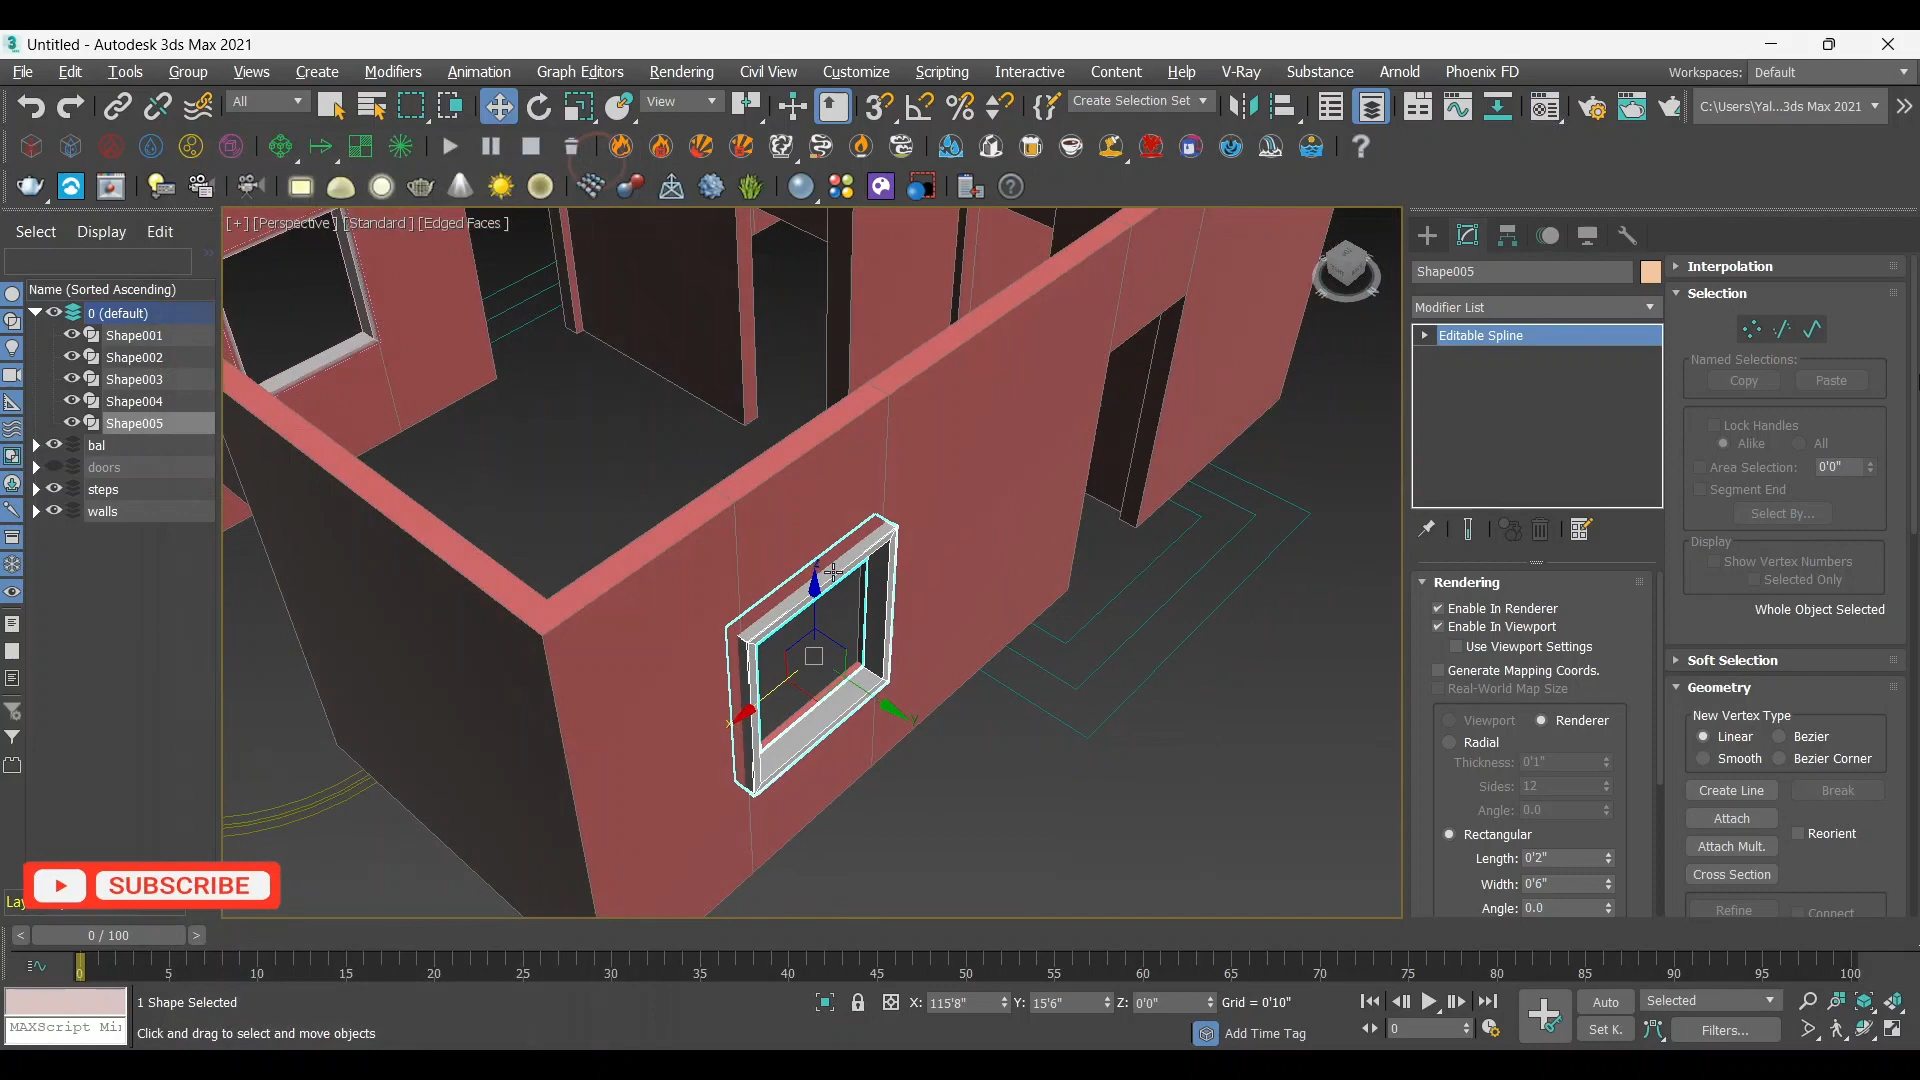 Untitled - Autodesk 3ds Max 2021
File Edit Tools Group Views Create Modifiers Animation Graph Editors Rendering Civil View Customize Scripting Interactive Content Help V-Ray Substance Arnold Phoenix FD Workspaces: Default
All View Create Selection Set C:\Users\Yal...3ds Max 2021
Select Display Edit
[+] [Perspective] [Standard] [Edged Faces]
Name (Sorted Ascending)
0 (default)
Shape001
Shape002
Shape003
Shape004
Shape005
bal
doors
steps
walls
SUBSCRIBE
x
y
Shape005
Modifier List
Editable Spline
Rendering
Enable In Renderer
Enable In Viewport
Use Viewport Settings
Generate Mapping Coords.
Real-World Map Size
Viewport Renderer
Radial
Thickness: 0'1"
Sides: 12
Angle: 0.0
Rectangular
Length: 0'2"
Width: 0'6"
Angle: 0.0
Interpolation
Selection
Named Selections:
Copy Paste
Lock Handles
Alike All
Area Selection: 0'0"
Segment End
Select By...
Display
Show Vertex Numbers
Selected Only
Whole Object Selected
Soft Selection
Geometry
New Vertex Type
Linear Bezier
Smooth Bezier Corner
Create Line Break
Attach
Reorient
Attach Mult.
Cross Section
Refine Connect
< 0 / 100 >
0 5 10 15 20 25 30 35 40 45 50 55 60 65 70 75 80 85 90 95 100
1 Shape Selected
X: 115'8" Y: 15'6" Z: 0'0" Grid = 0'10"
Auto Selected
MAXScript Mi
Click and drag to select and move objects
Add Time Tag
0
Set K. Filters...